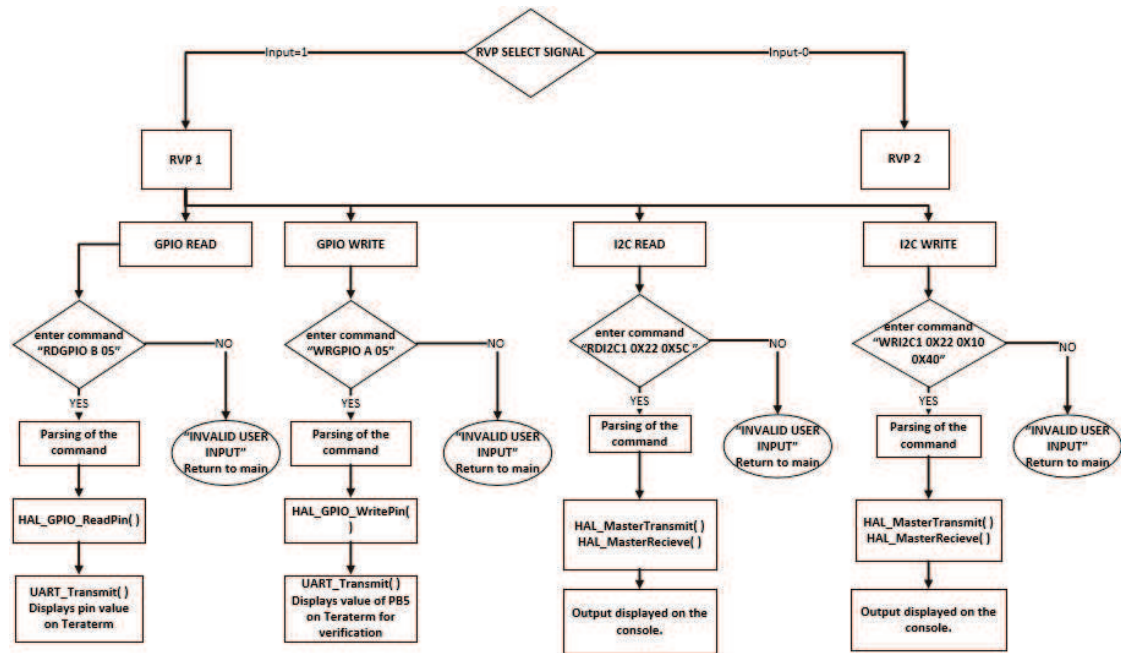 RVP SELECT SIGNAL
Input=1
Input-0
RVP 1
RVP 2
GPIO READ
GPIO WRITE
I2C READ
I2C WRITE
enter command
“RDGPIO B 05”
NO
YES
enter command
“WRGPIO A 05”
NO
YES
enter command
“RDI2C1 0X22 0X5C ”
NO
YES
enter command
“WRI2C1 0X22 0X10
0X40”
NO
YES
Parsing of the
command
“INVALID USER
INPUT”
Return to main
Parsing of the
command
“INVALID USER
INPUT”
Return to main
Parsing of the
command
“INVALID USER
INPUT”
Return to main
Parsing of the
command
“INVALID USER
INPUT”
Return to main
HAL_GPIO_ReadPin( )
HAL_GPIO_WritePin(
)
HAL_MasterTransmit( )
HAL_MasterRecieve( )
HAL_MasterTransmit( )
HAL_MasterRecieve( )
UART_Transmit( )
Displays pin value
on Teraterm
UART_Transmit( )
Displays value of PB5
on Teraterm for
verification
Output displayed on the
console.
Output displayed on the
console.